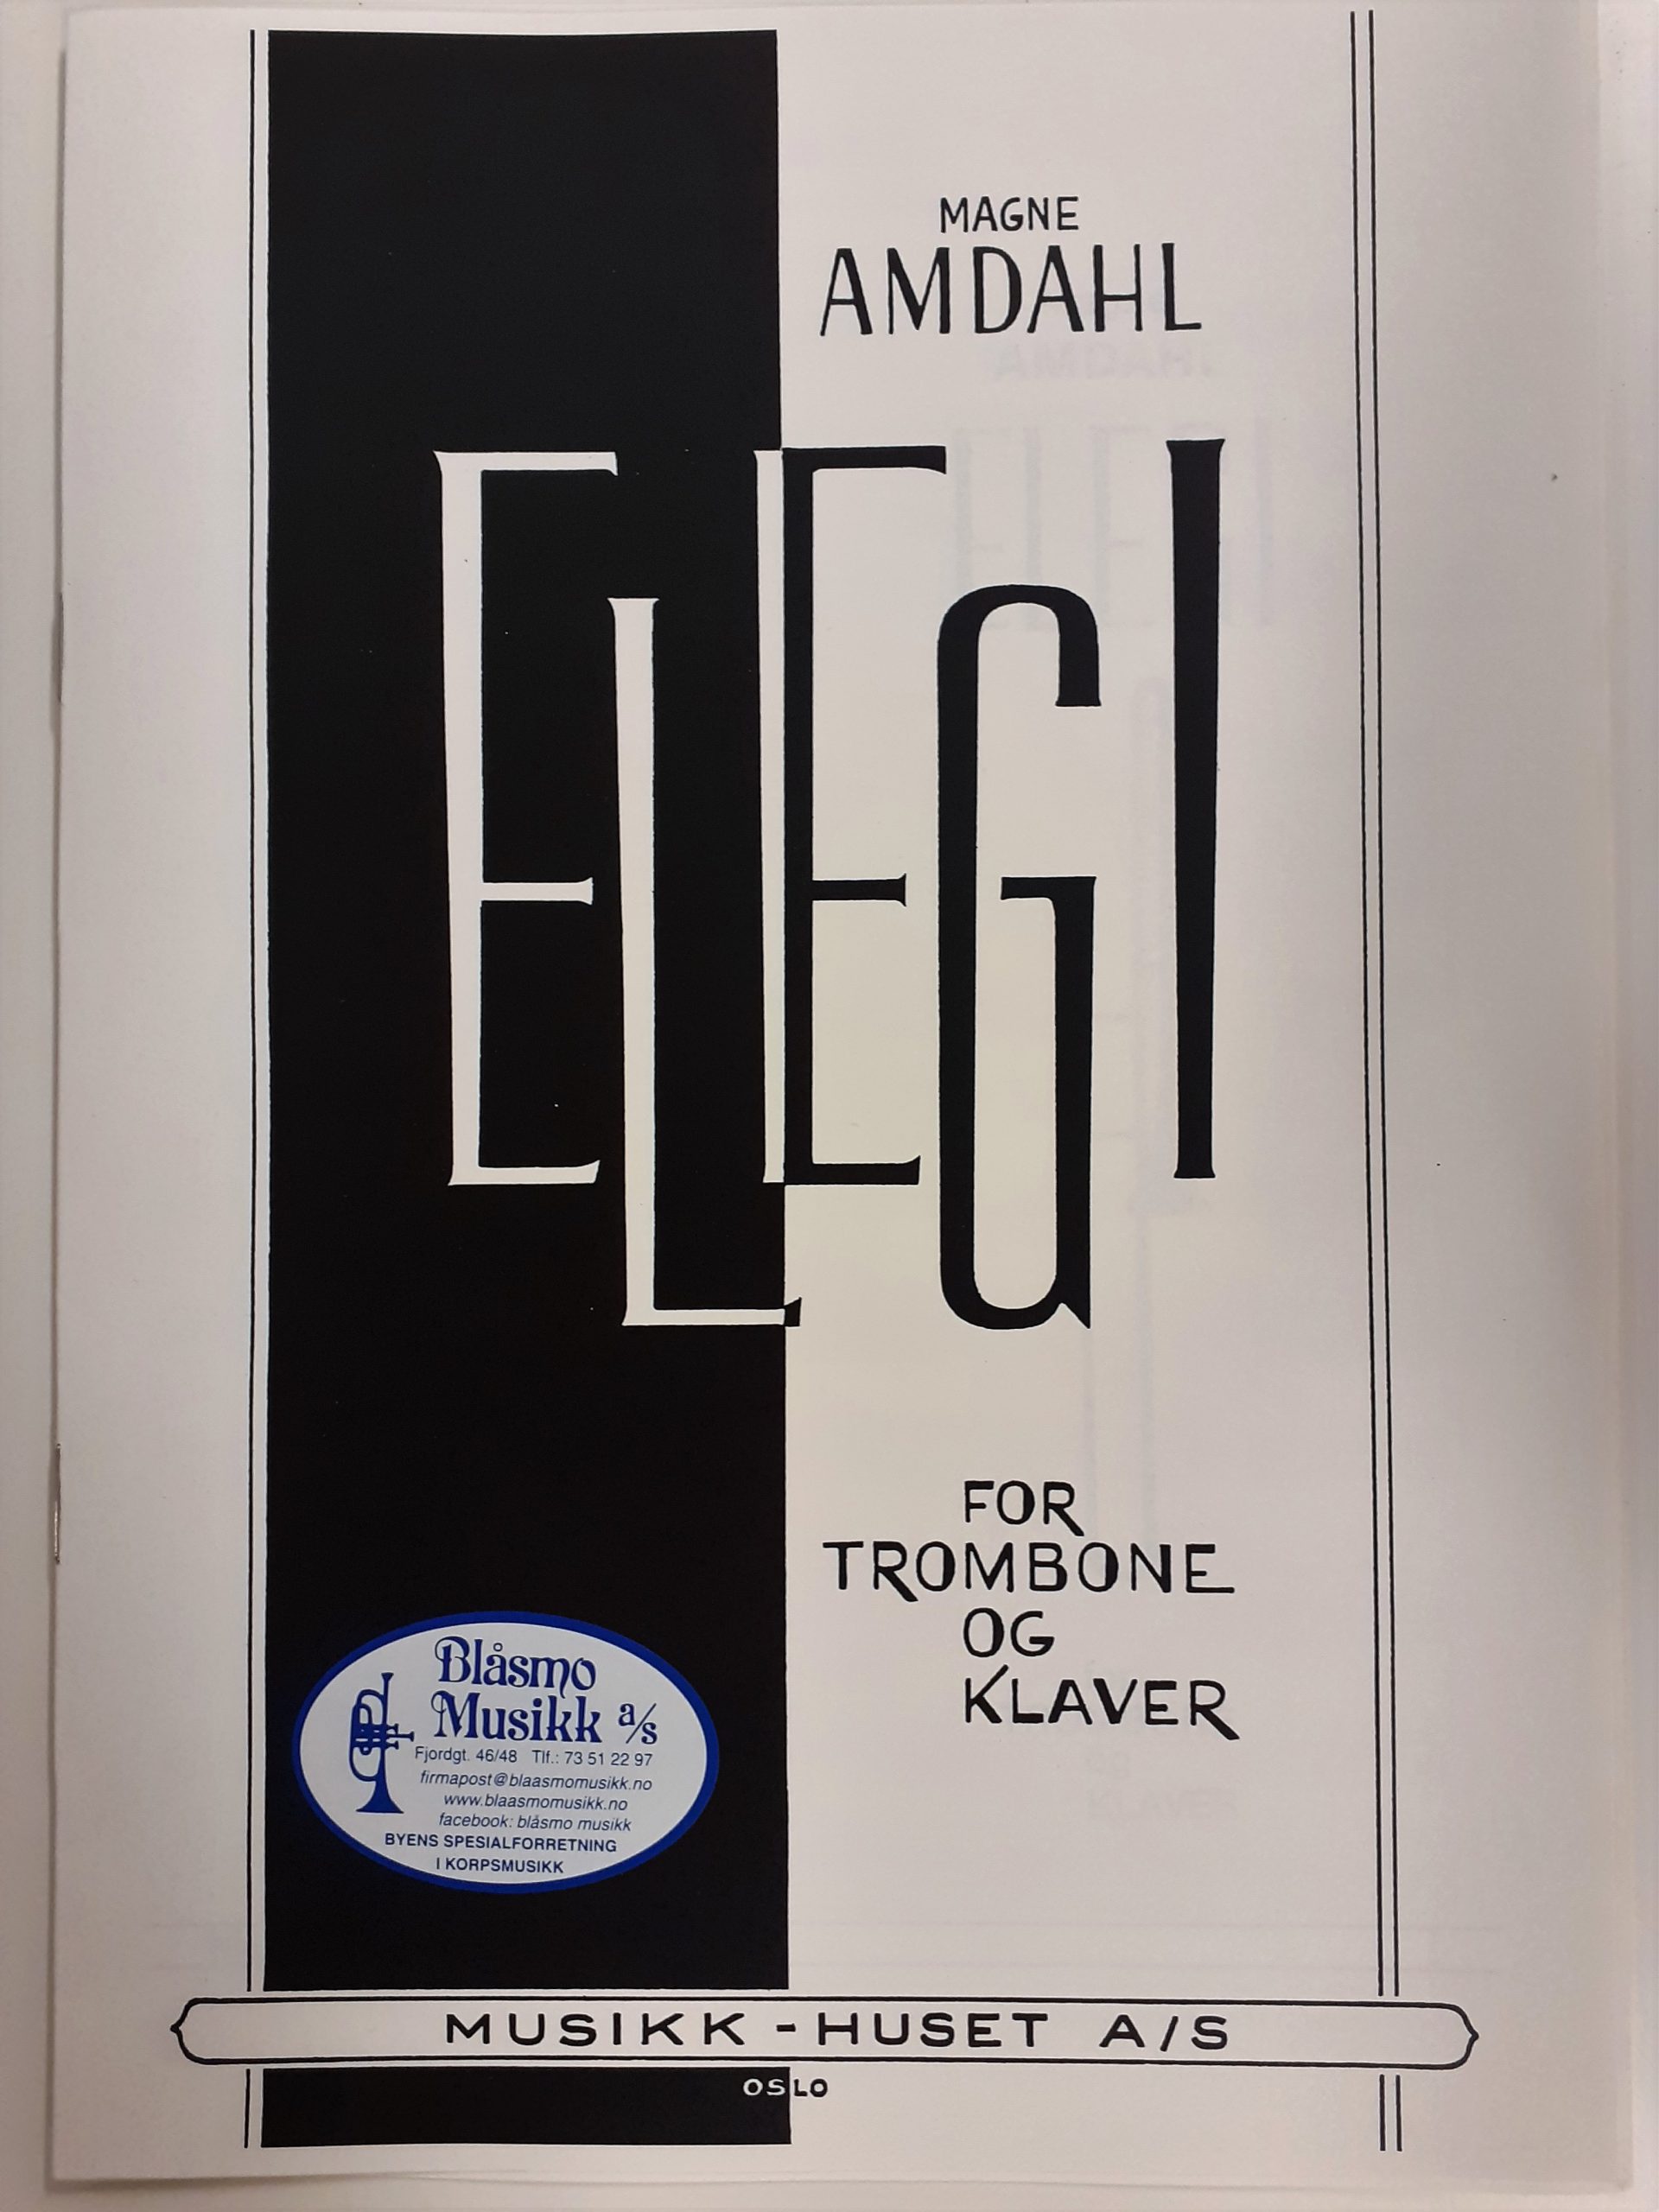 MAGNE
AMDAHL
ELEGI
FOR
TROMBONE
OG
KLAVER
Blåsmo
Musikk a/s
Fjordgt. 46/48 Tlf.: 73 51 22 97
firmapost@blaasmomusikk.no
www.blaasmomusikk.no
facebook: blåsmo musikk
BYENS SPESIALFORRETNING
I KORPSMUSIKK
MUSIKK-HUSET A/S
OSLO